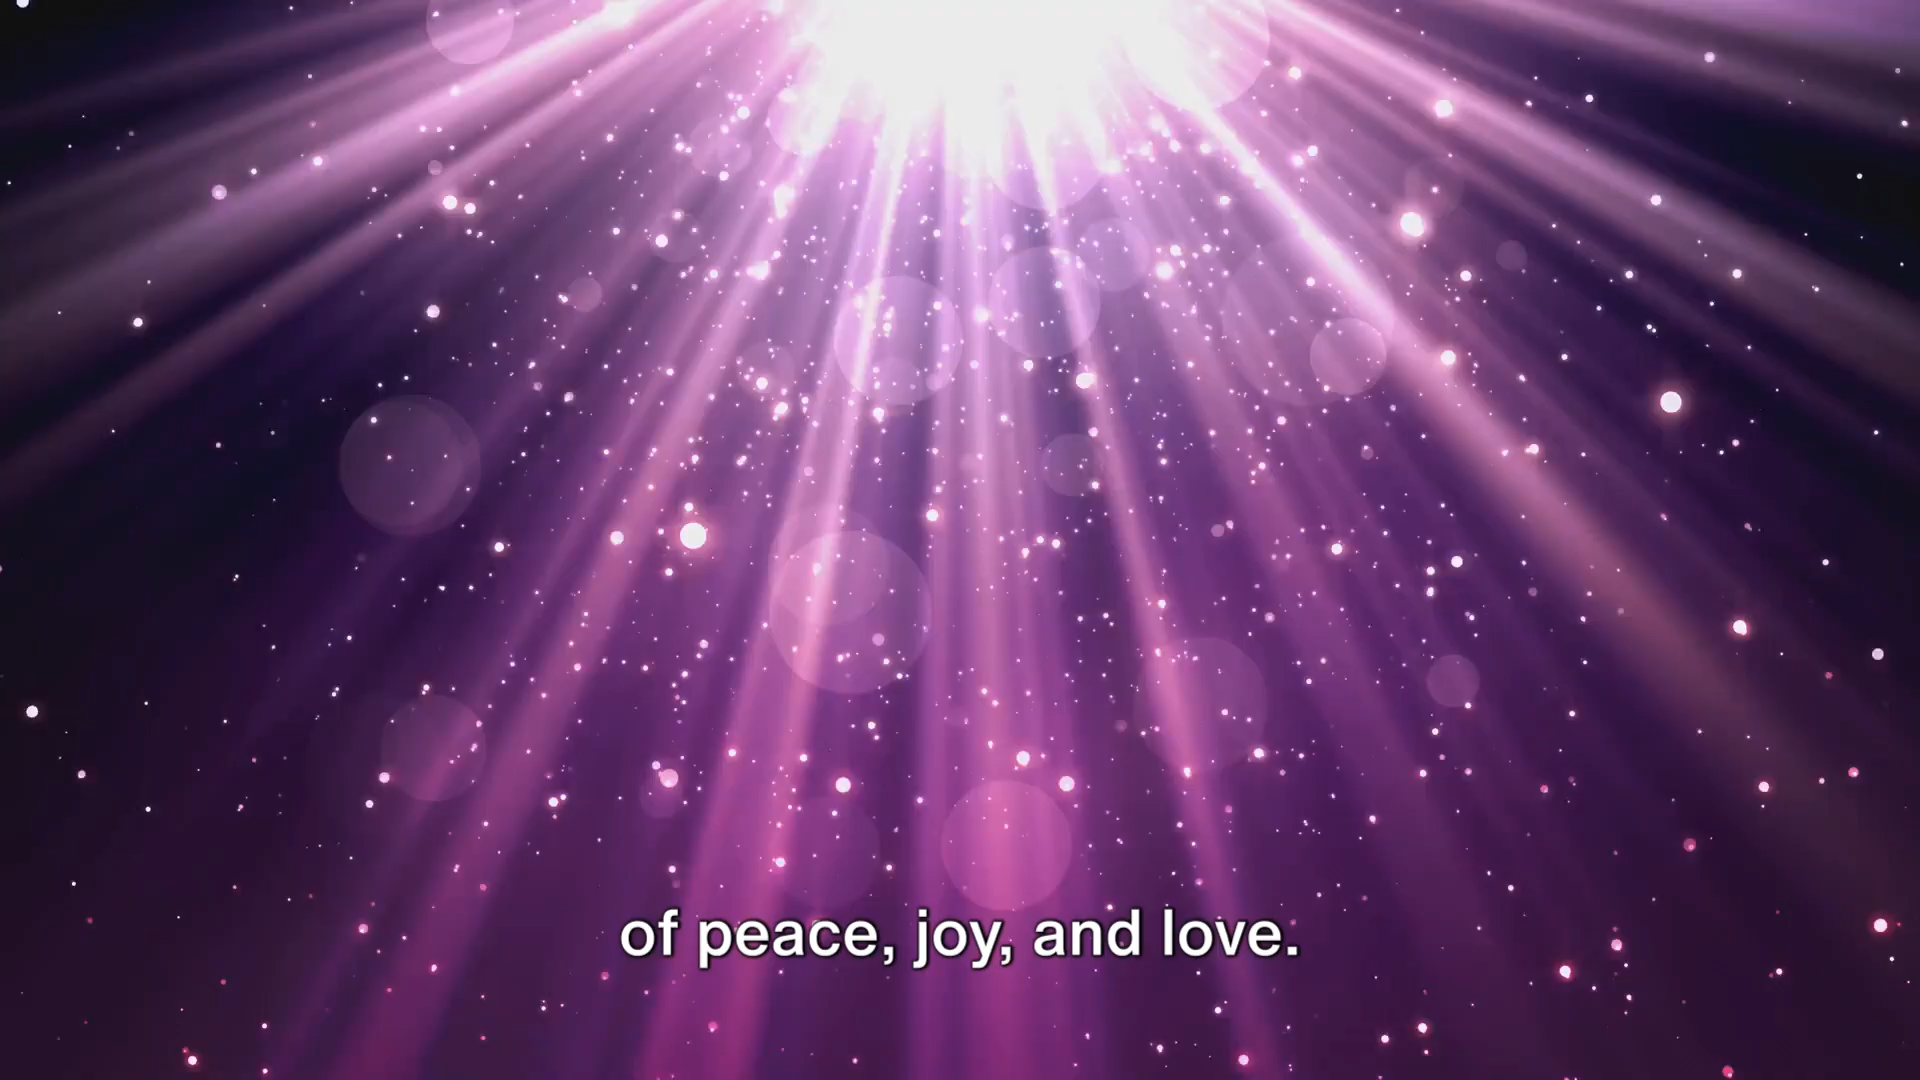 of peace, joy, and love.